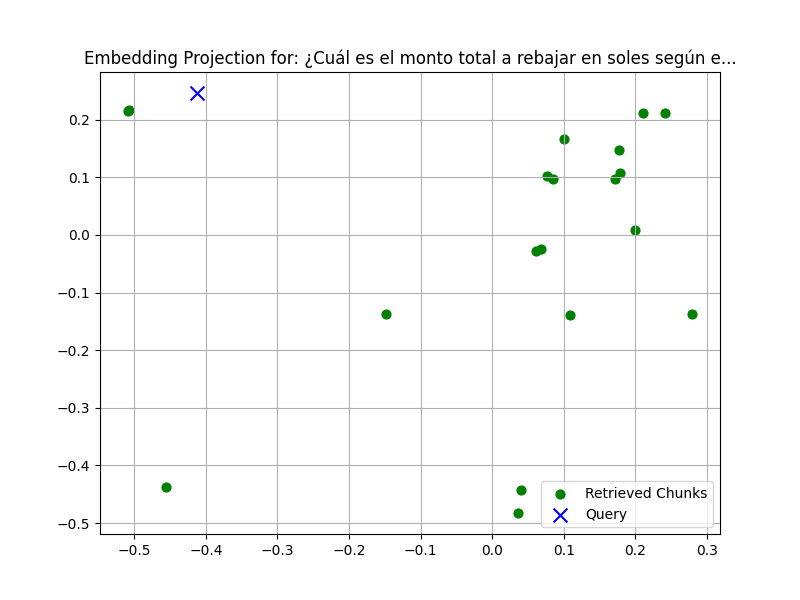 Embedding Projection for: ¿Cuál es el monto total a rebajar en soles según e...
0.2
0.1
0.0
−0.1
−0.2
−0.3
−0.4
−0.5
−0.5 −0.4 −0.3 −0.2 −0.1 0.0 0.1 0.2 0.3
Retrieved Chunks
Query